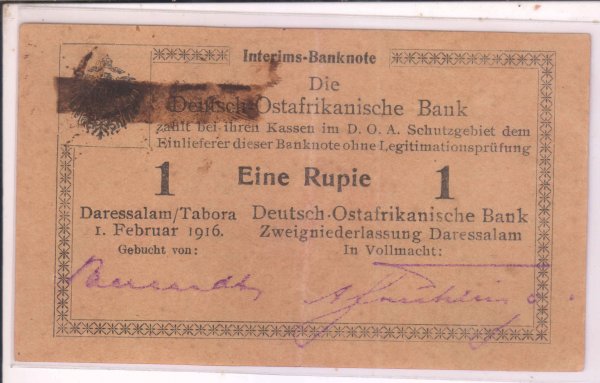 Interims-Banknote
Die
Deutsch-Ostafrikanische Bank
zahlt bei ihren Kassen im D. O. A. Schutzgebiet dem
Einlieferer dieser Banknote ohne Legitimationsprüfung
1 Eine Rupie 1
Daressalam/Tabora
1. Februar 1916.
Gebucht von:
Deutsch-Ostafrikanische Bank
Zweigniederlassung Daressalam
In Vollmacht: